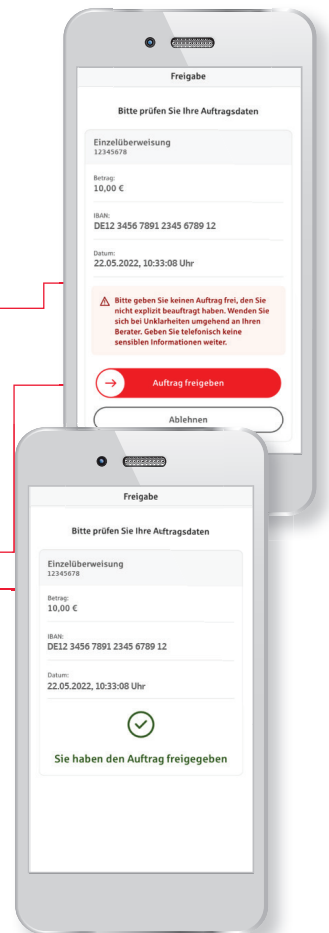 Freigabe
Bitte prüfen Sie Ihre Auftragsdaten
Einzelüberweisung
12345678
Betrag:
10,00 €
IBAN:
DE12 3456 7891 2345 6789 12
Datum:
22.05.2022, 10:33:08 Uhr
Bitte geben Sie keinen Auftrag frei, den Sie
nicht explizit beauftragt haben. Wenden Sie
sich bei Unklarheiten umgehend an Ihren
Berater. Geben Sie telefonisch keine
sensiblen Informationen weiter.
Auftrag freigeben
Ablehnen
Freigabe
Bitte prüfen Sie Ihre Auftragsdaten
Einzelüberweisung
12345678
Betrag:
10,00 €
IBAN:
DE12 3456 7891 2345 6789 12
Datum:
22.05.2022, 10:33:08 Uhr
Sie haben den Auftrag freigegeben